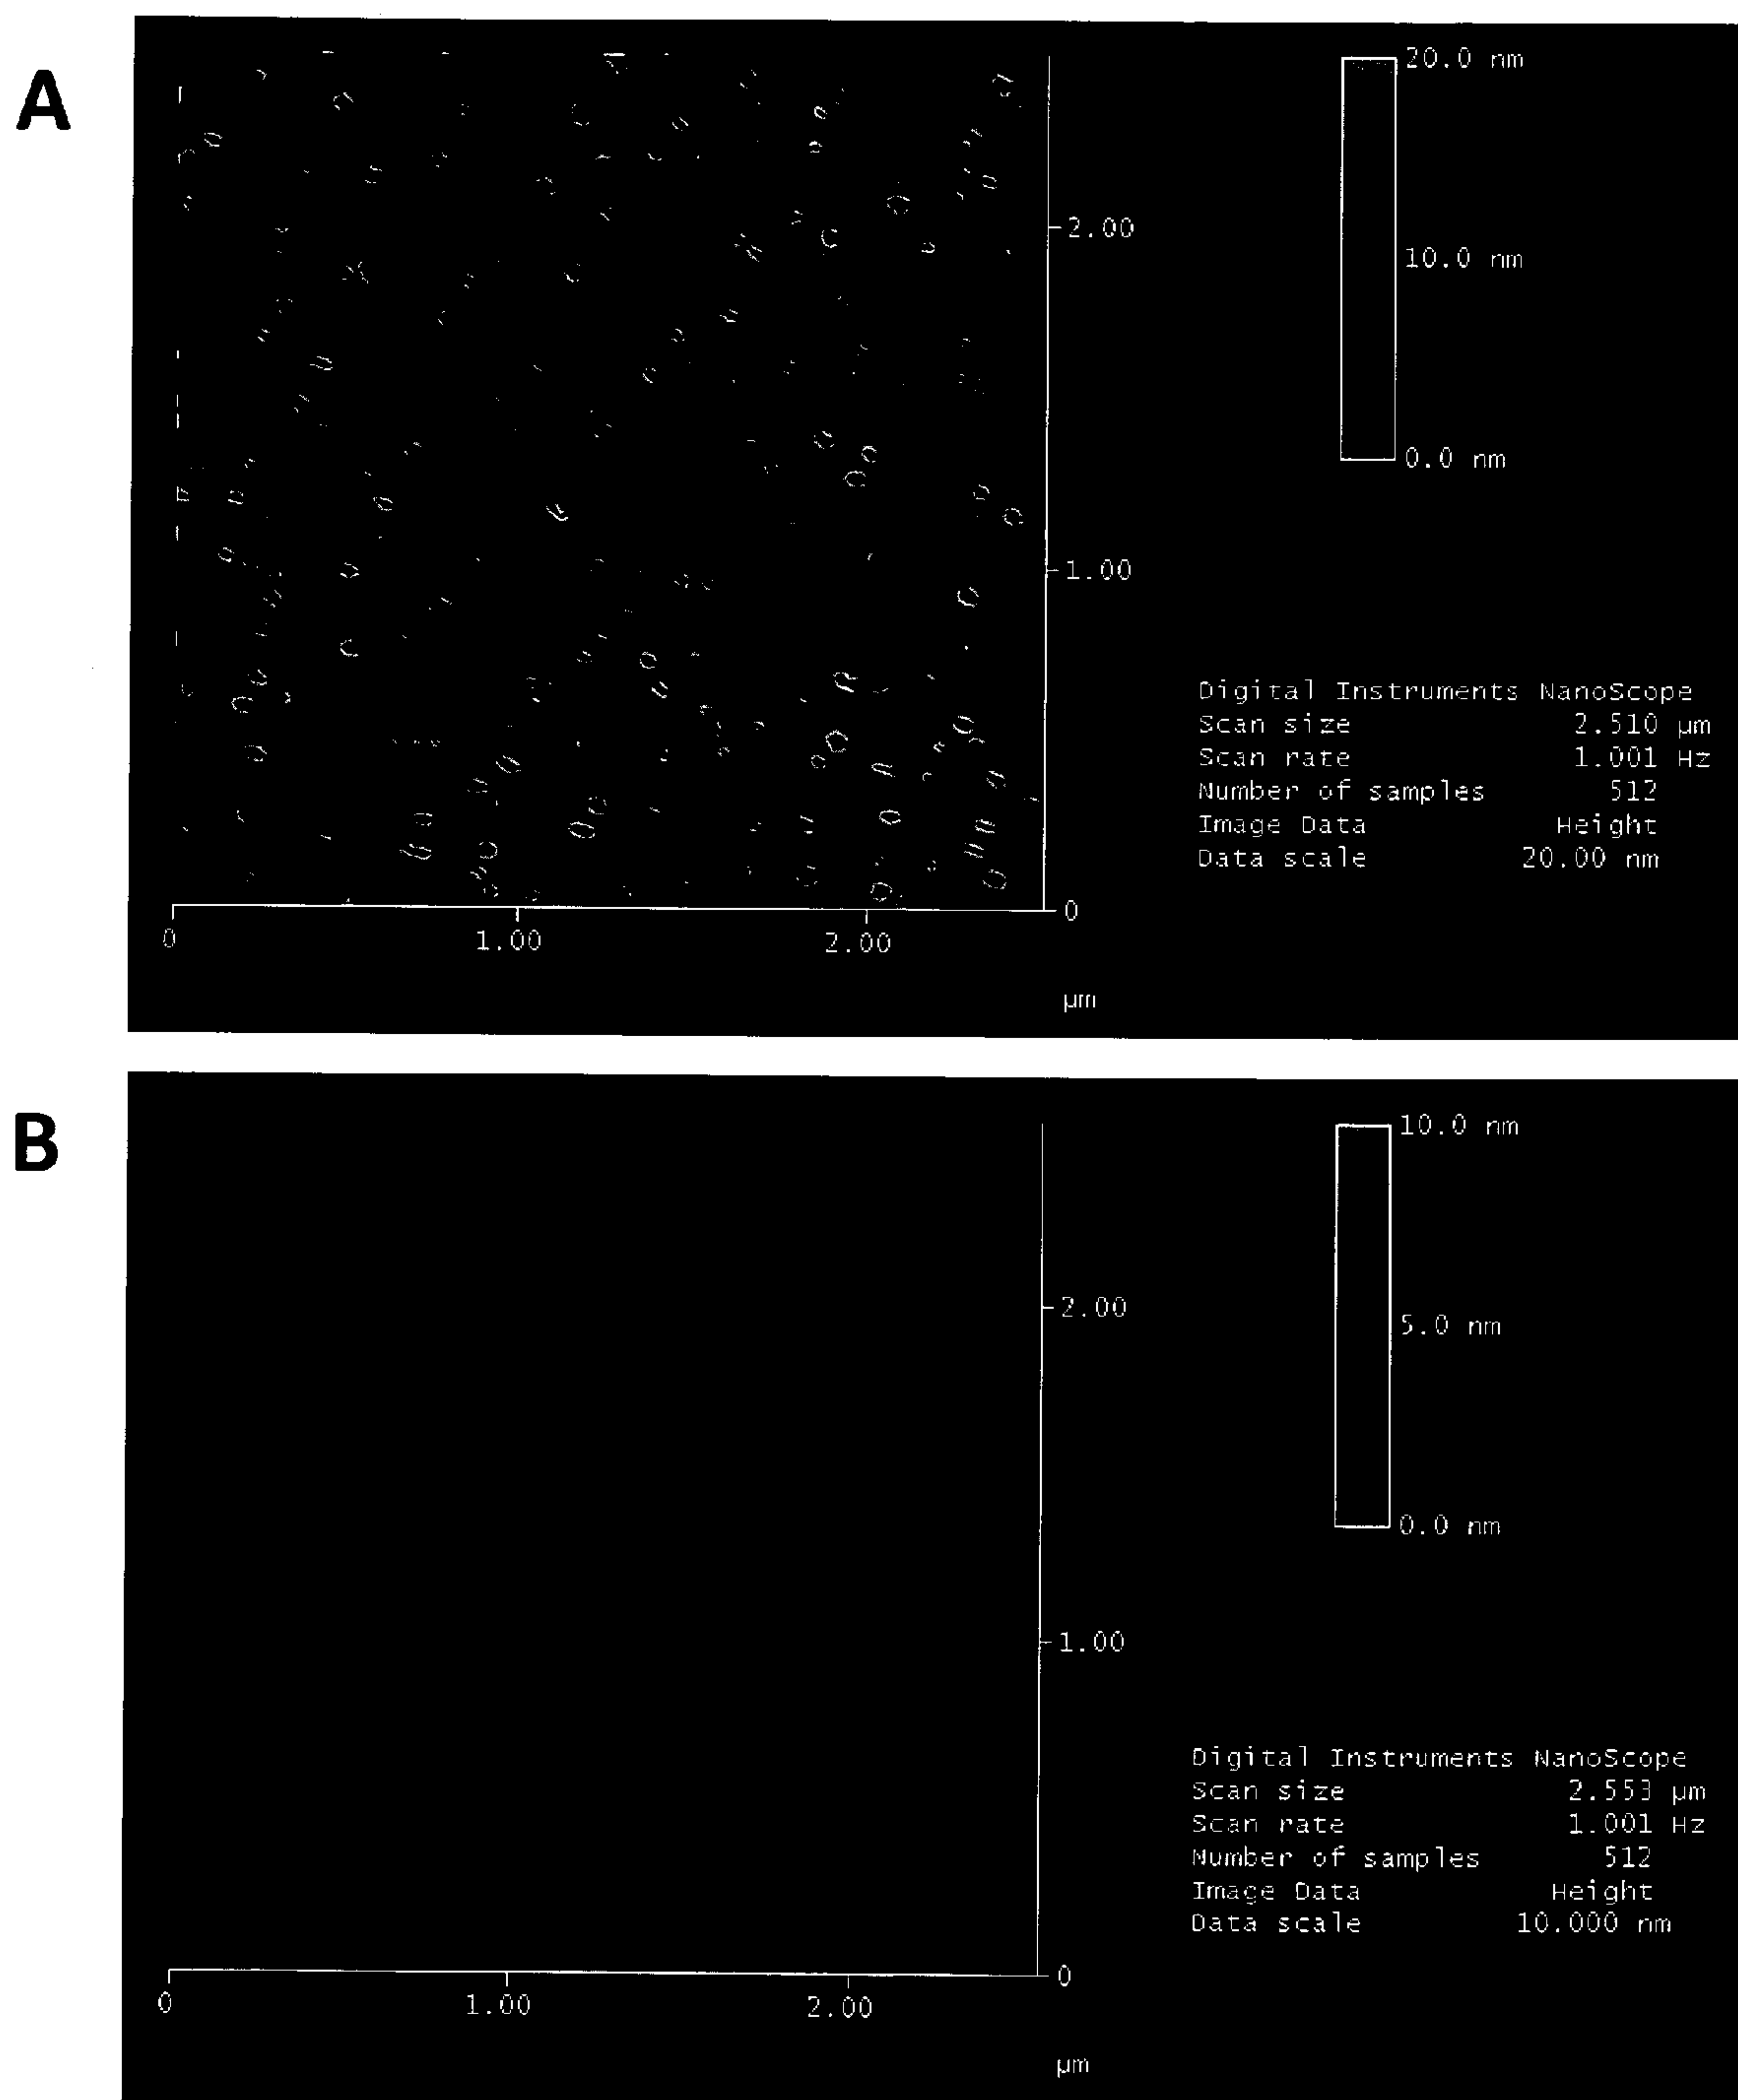 A
20.0 nm
10.0 nm
0.0 nm
2.00
1.00
0
0
1.00
2.00
µm
Digital Instruments NanoScope
Scan size 2.510 µm
Scan rate 1.001 Hz
Number of samples 512
Image Data Height
Data scale 20.00 nm
B
10.0 nm
5.0 nm
0.0 nm
2.00
1.00
0
0
1.00
2.00
µm
Digital Instruments NanoScope
Scan size 2.553 µm
Scan rate 1.001 Hz
Number of samples 512
Image Data Height
Data scale 10.000 nm